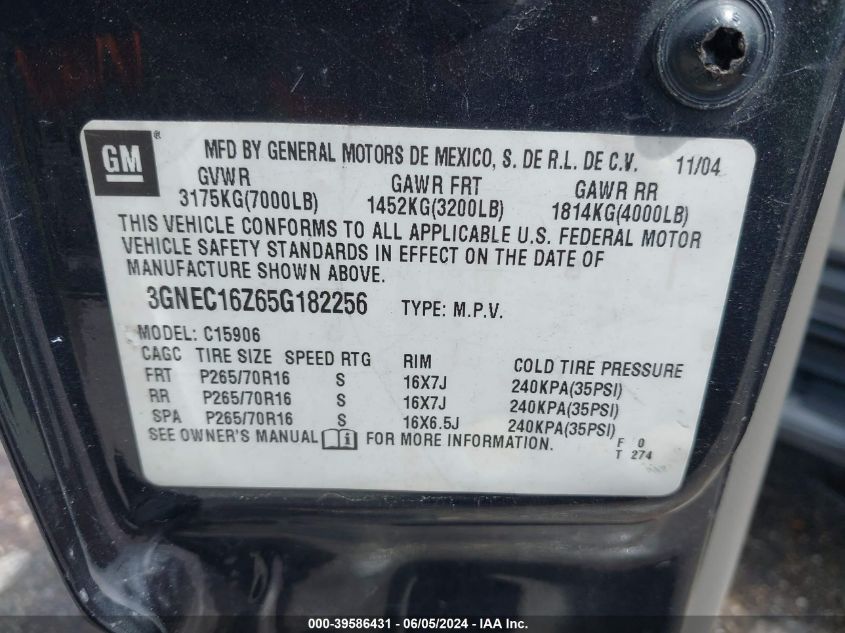 GM ®
MFD BY GENERAL MOTORS DE MEXICO, S. DE R.L. DE C.V. 11/04
GVWR GAWR FRT GAWR RR
3175KG(7000LB) 1452KG(3200LB) 1814KG(4000LB)
THIS VEHICLE CONFORMS TO ALL APPLICABLE U.S. FEDERAL MOTOR
VEHICLE SAFETY STANDARDS IN EFFECT ON THE DATE OF
MANUFACTURE SHOWN ABOVE.
3GNEC16Z65G182256 TYPE: M.P.V.
MODEL: C15906
CAGC TIRE SIZE SPEED RTG RIM COLD TIRE PRESSURE
FRT P265/70R16 S 16X7J 240KPA(35PSI)
RR P265/70R16 S 16X7J 240KPA(35PSI)
SPA P265/70R16 S 16X6.5J 240KPA(35PSI)
SEE OWNER'S MANUAL i FOR MORE INFORMATION.
F 0
T 274
000-39586431 - 06/05/2024 - IAA Inc.